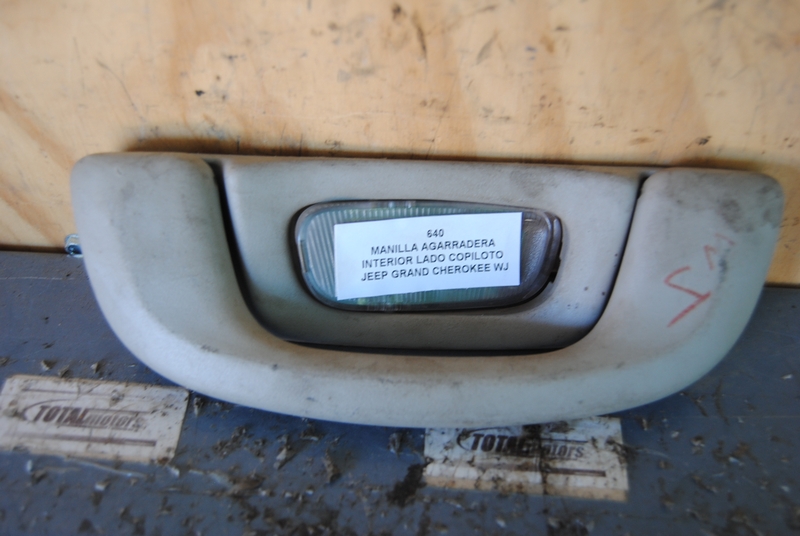 640
MANILLA AGARRADERA
INTERIOR LADO COPILOTO
JEEP GRAND CHEROKEE WJ
TOTALmotors
TOTALmotors